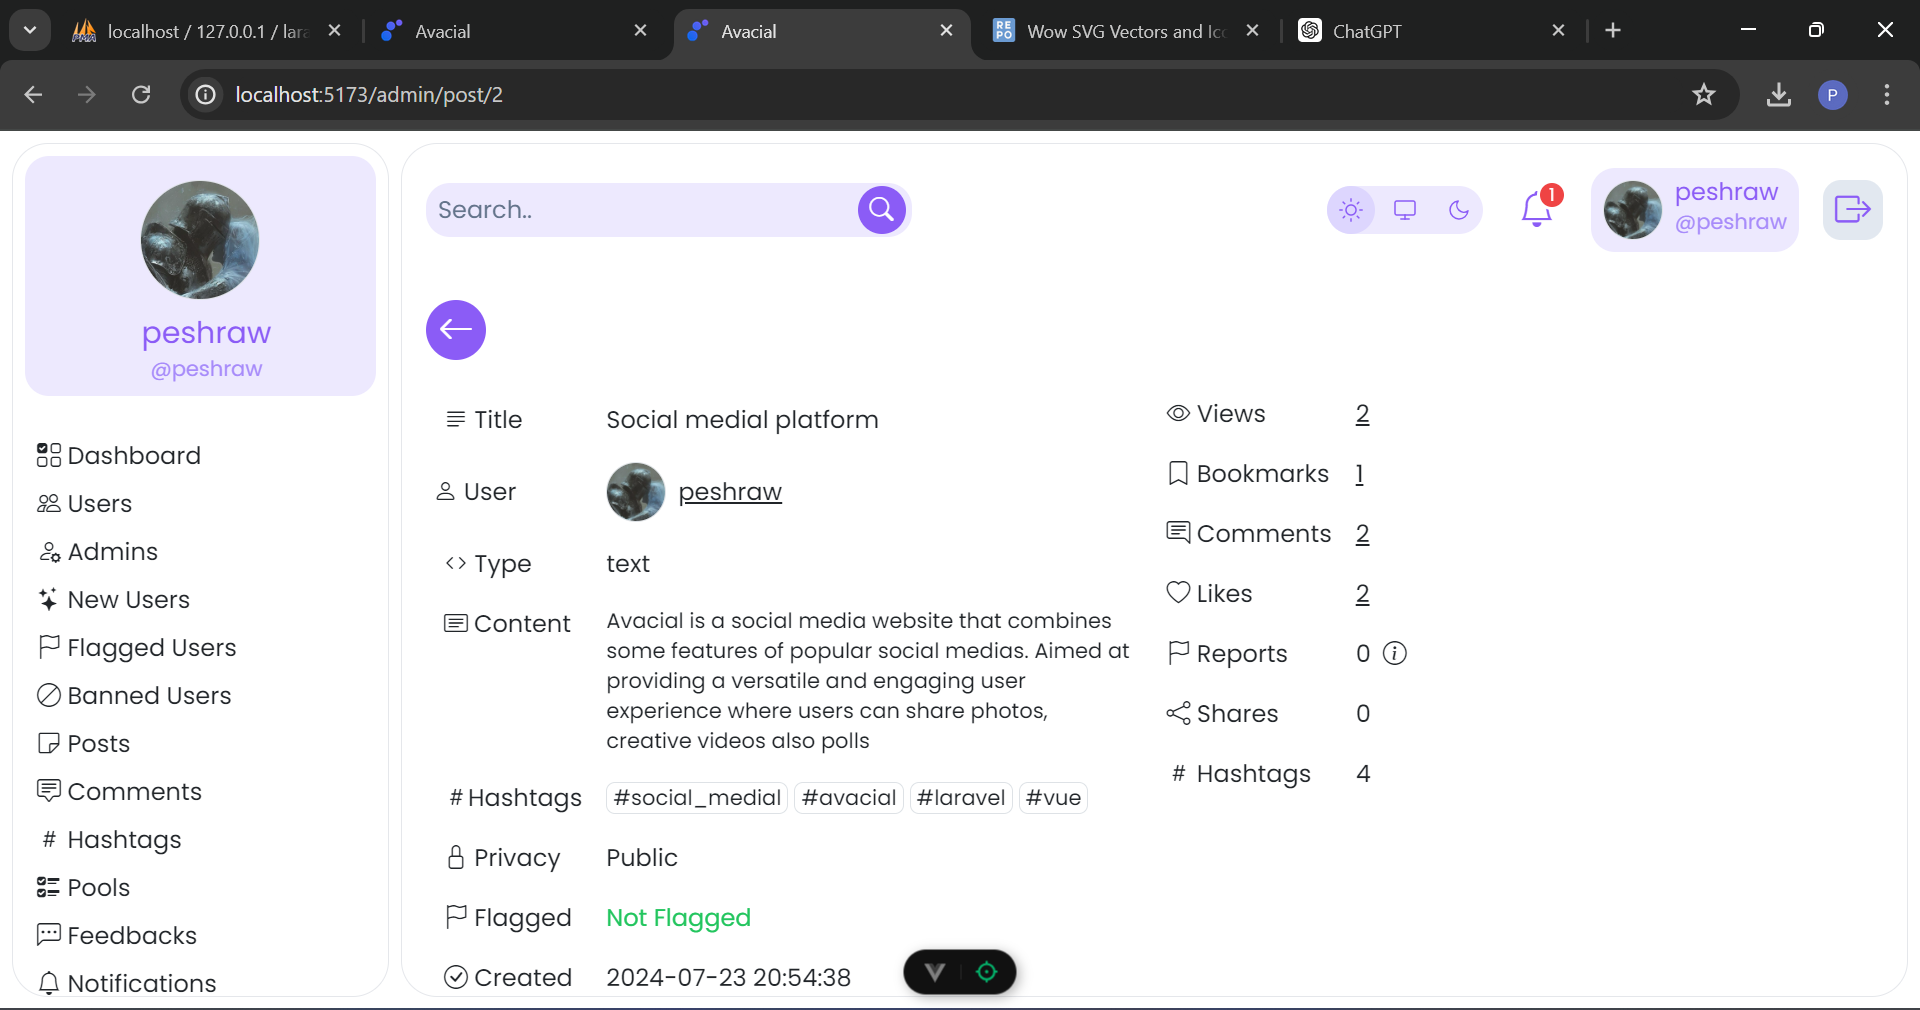 localhost / 127.0.0.1 / lara
Avacial
Avacial
Wow SVG Vectors and Ico
ChatGPT
localhost:5173/admin/post/2
P
peshraw
@peshraw
Dashboard
Users
Admins
New Users
Flagged Users
Banned Users
Posts
Comments
# Hashtags
Pools
Feedbacks
Notifications
Search..
1
peshraw
@peshraw
Title Social medial platform
User peshraw
Type text
Content Avacial is a social media website that combines
some features of popular social medias. Aimed at
providing a versatile and engaging user
experience where users can share photos,
creative videos also polls
# Hashtags #social_medial #avacial #laravel #vue
Privacy Public
Flagged Not Flagged
Created 2024-07-23 20:54:38
Views 2
Bookmarks 1
Comments 2
Likes 2
Reports 0
Shares 0
# Hashtags 4